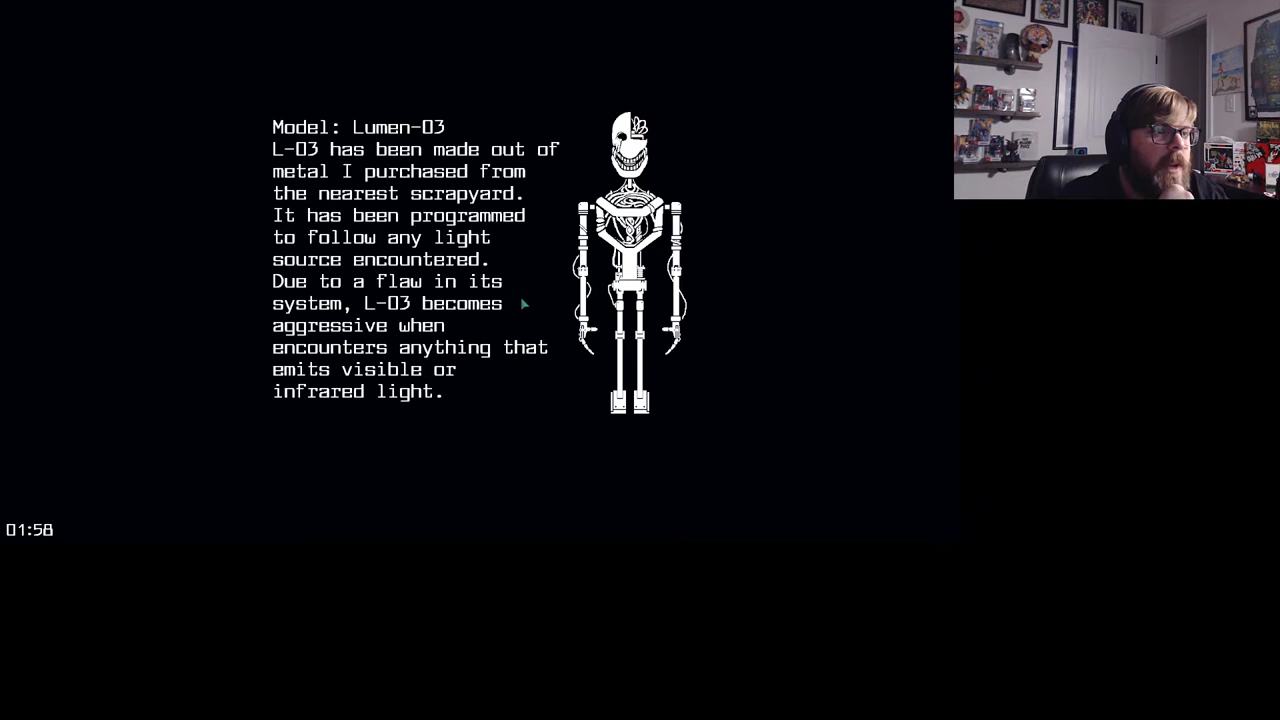 Model: Lumen-03
L-03 has been made out of
metal I purchased from
the nearest scrapyard.
It has been programmed
to follow any light
source encountered.
Due to a flaw in its
system, L-03 becomes
aggressive when
encounters anything that
emits visible or
infrared light.
01:58